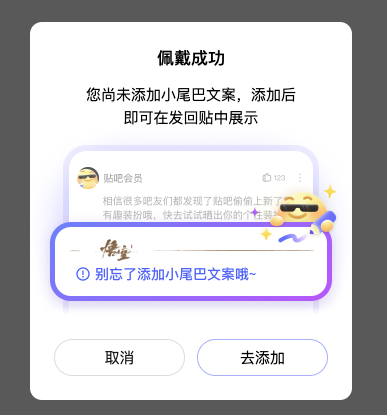 佩戴成功
您尚未添加小尾巴文案，添加后
即可在发回贴中展示
贴吧会员
123
相信很多吧友们都发现了贴吧偷偷上新了
有趣装扮哦，快去试试晒出你的个性装扮
悟空
别忘了添加小尾巴文案哦~
取消
去添加